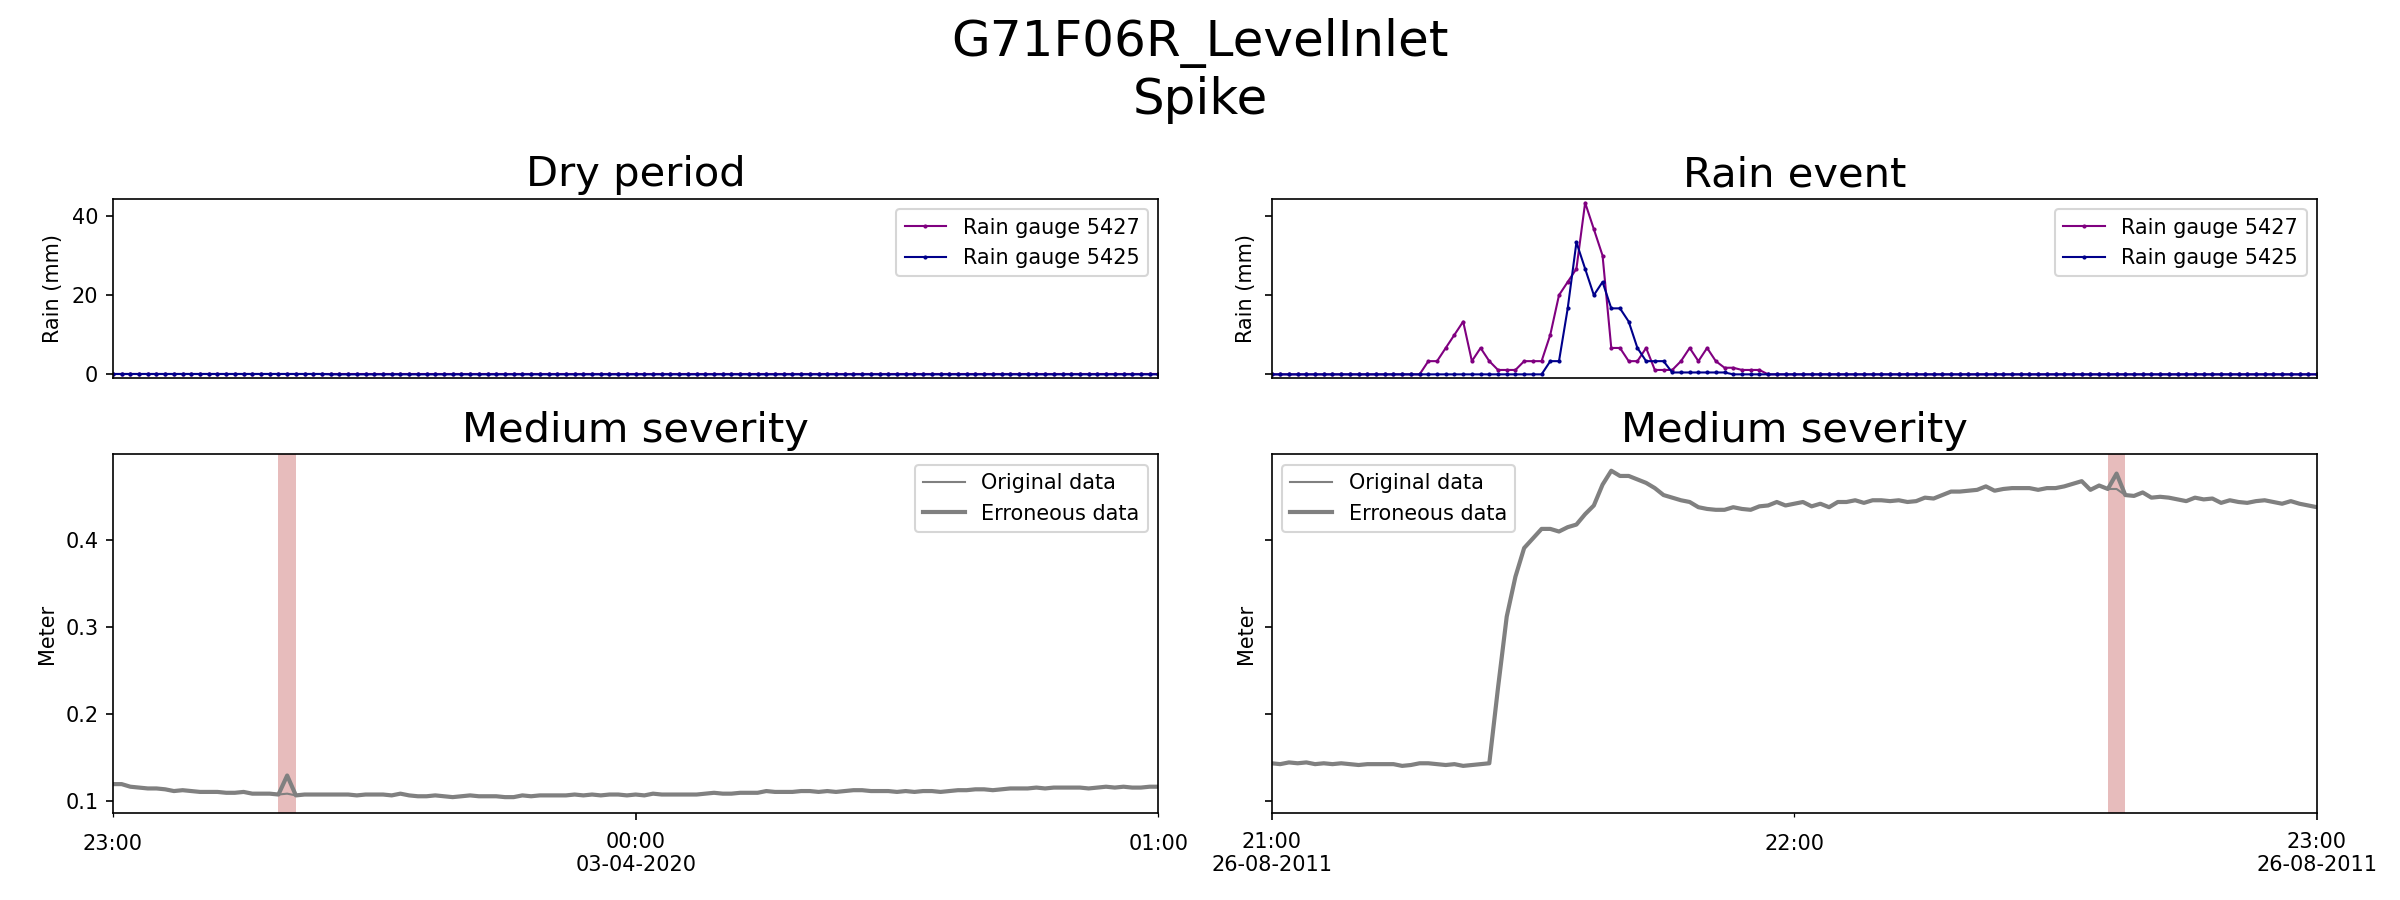 G71F06R_LevelInlet
Spike
Dry period
Rain event
Rain (mm)
40
20
0
Rain gauge 5427
Rain gauge 5425
Rain (mm)
Rain gauge 5427
Rain gauge 5425
Medium severity
Medium severity
Meter
0.4
0.3
0.2
0.1
Original data
Erroneous data
23:00
00:00
03-04-2020
01:00
Meter
Original data
Erroneous data
21:00
26-08-2011
22:00
23:00
26-08-2011